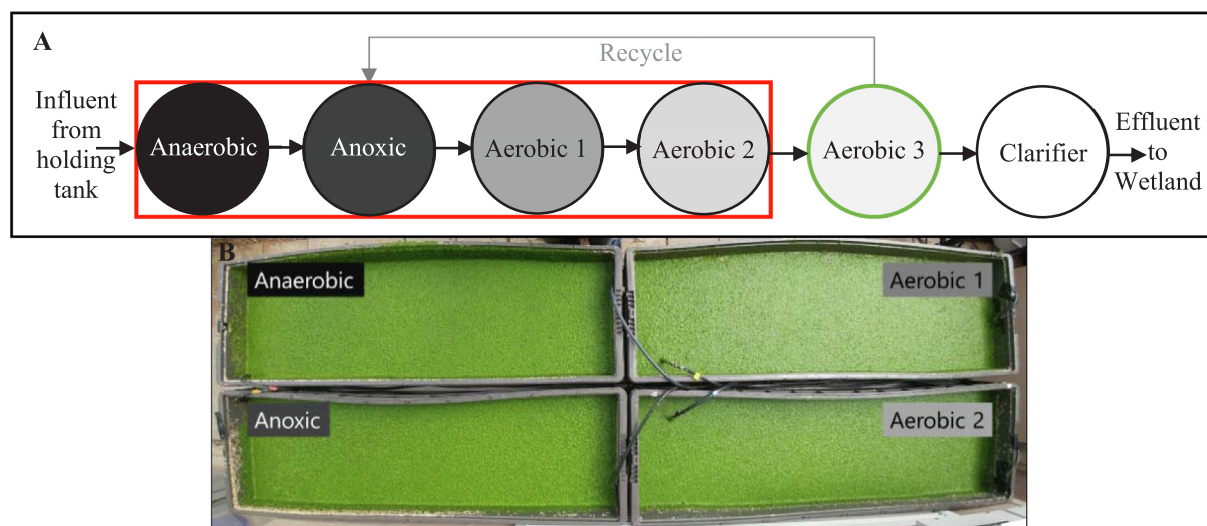 A
Recycle
Influent
from
holding
tank
Anaerobic
Anoxic
Aerobic 1
Aerobic 2
Aerobic 3
Clarifier
Effluent
to
Wetland
B
Anaerobic
Aerobic 1
Anoxic
Aerobic 2